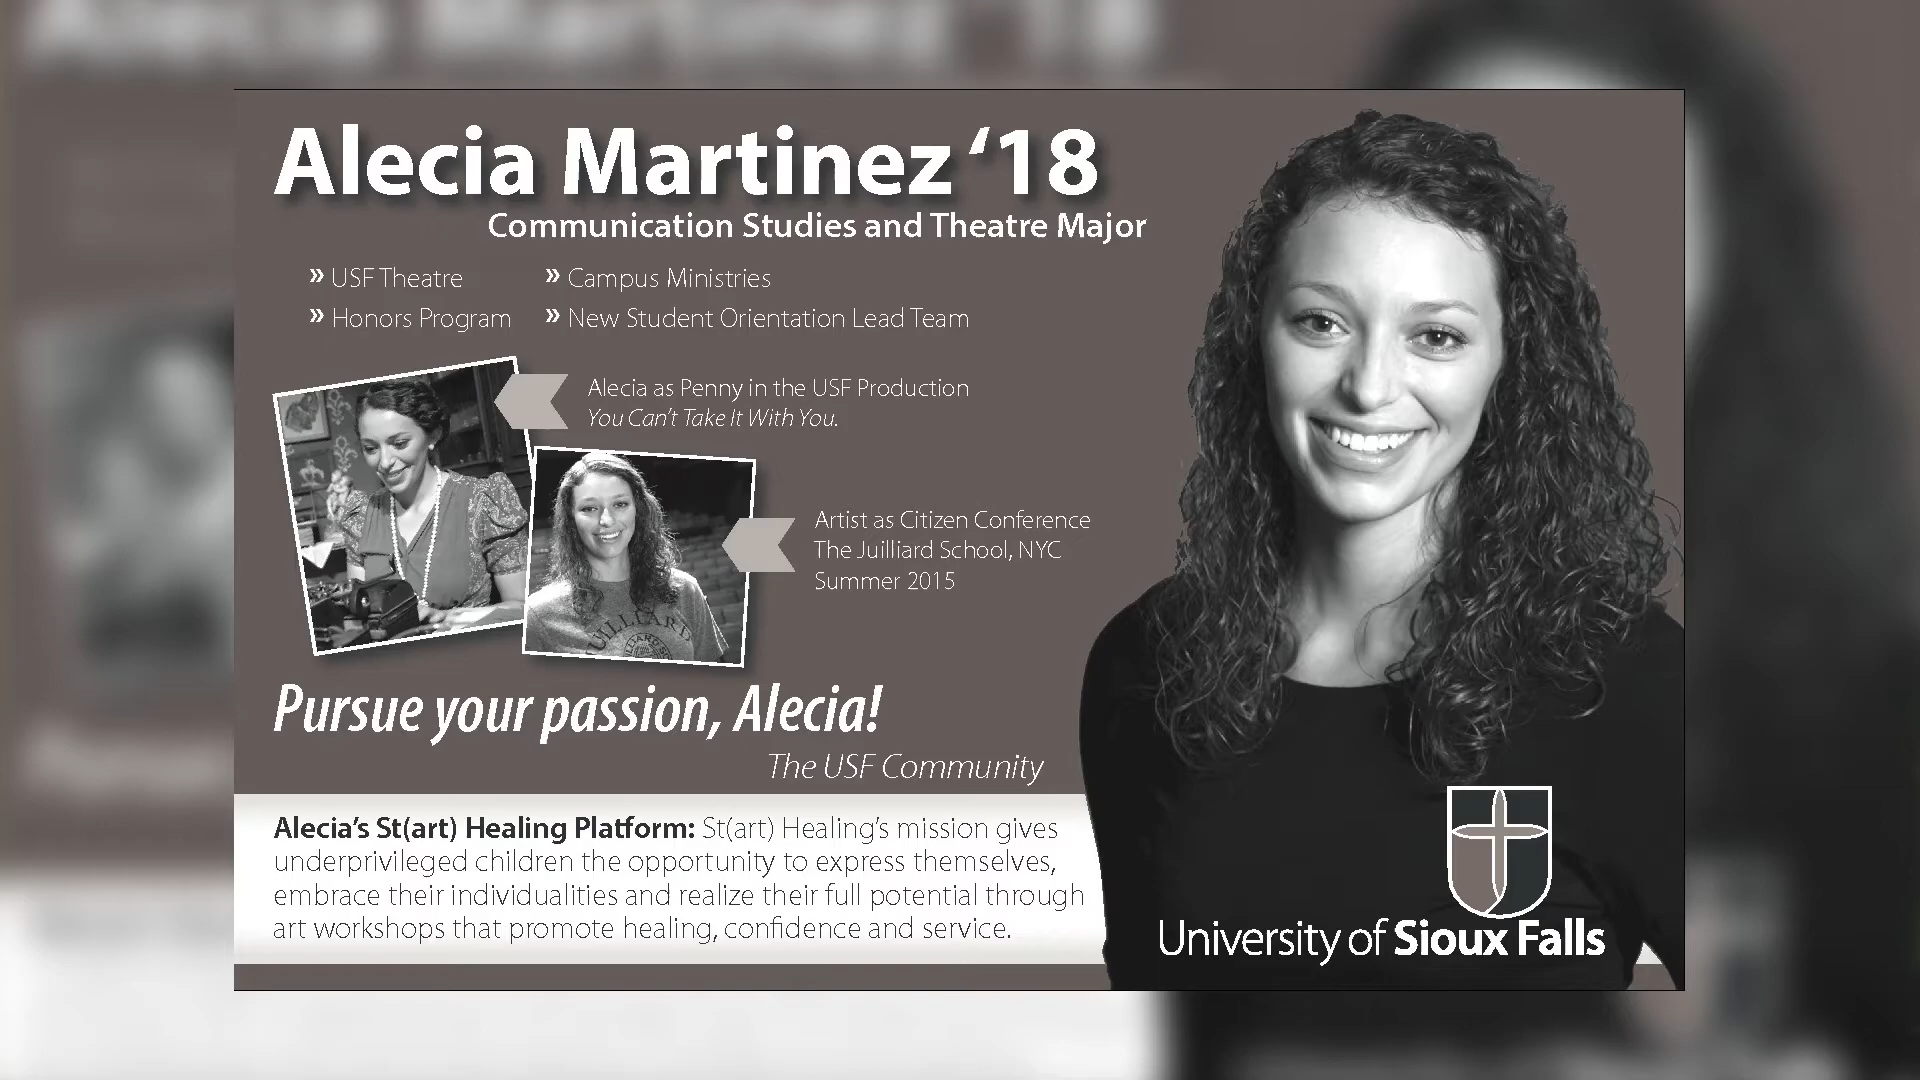 Alecia Martinez ‘18
Communication Studies and Theatre Major
» USF Theatre
» Honors Program
» Campus Ministries
» New Student Orientation Lead Team
Alecia as Penny in the USF Production
You Can’t Take It With You.
Artist as Citizen Conference
The Juilliard School, NYC
Summer 2015
Pursue your passion, Alecia!
The USF Community
Alecia’s St(art) Healing Platform: St(art) Healing’s mission gives
underprivileged children the opportunity to express themselves,
embrace their individualities and realize their full potential through
art workshops that promote healing, confidence and service.
University of Sioux Falls